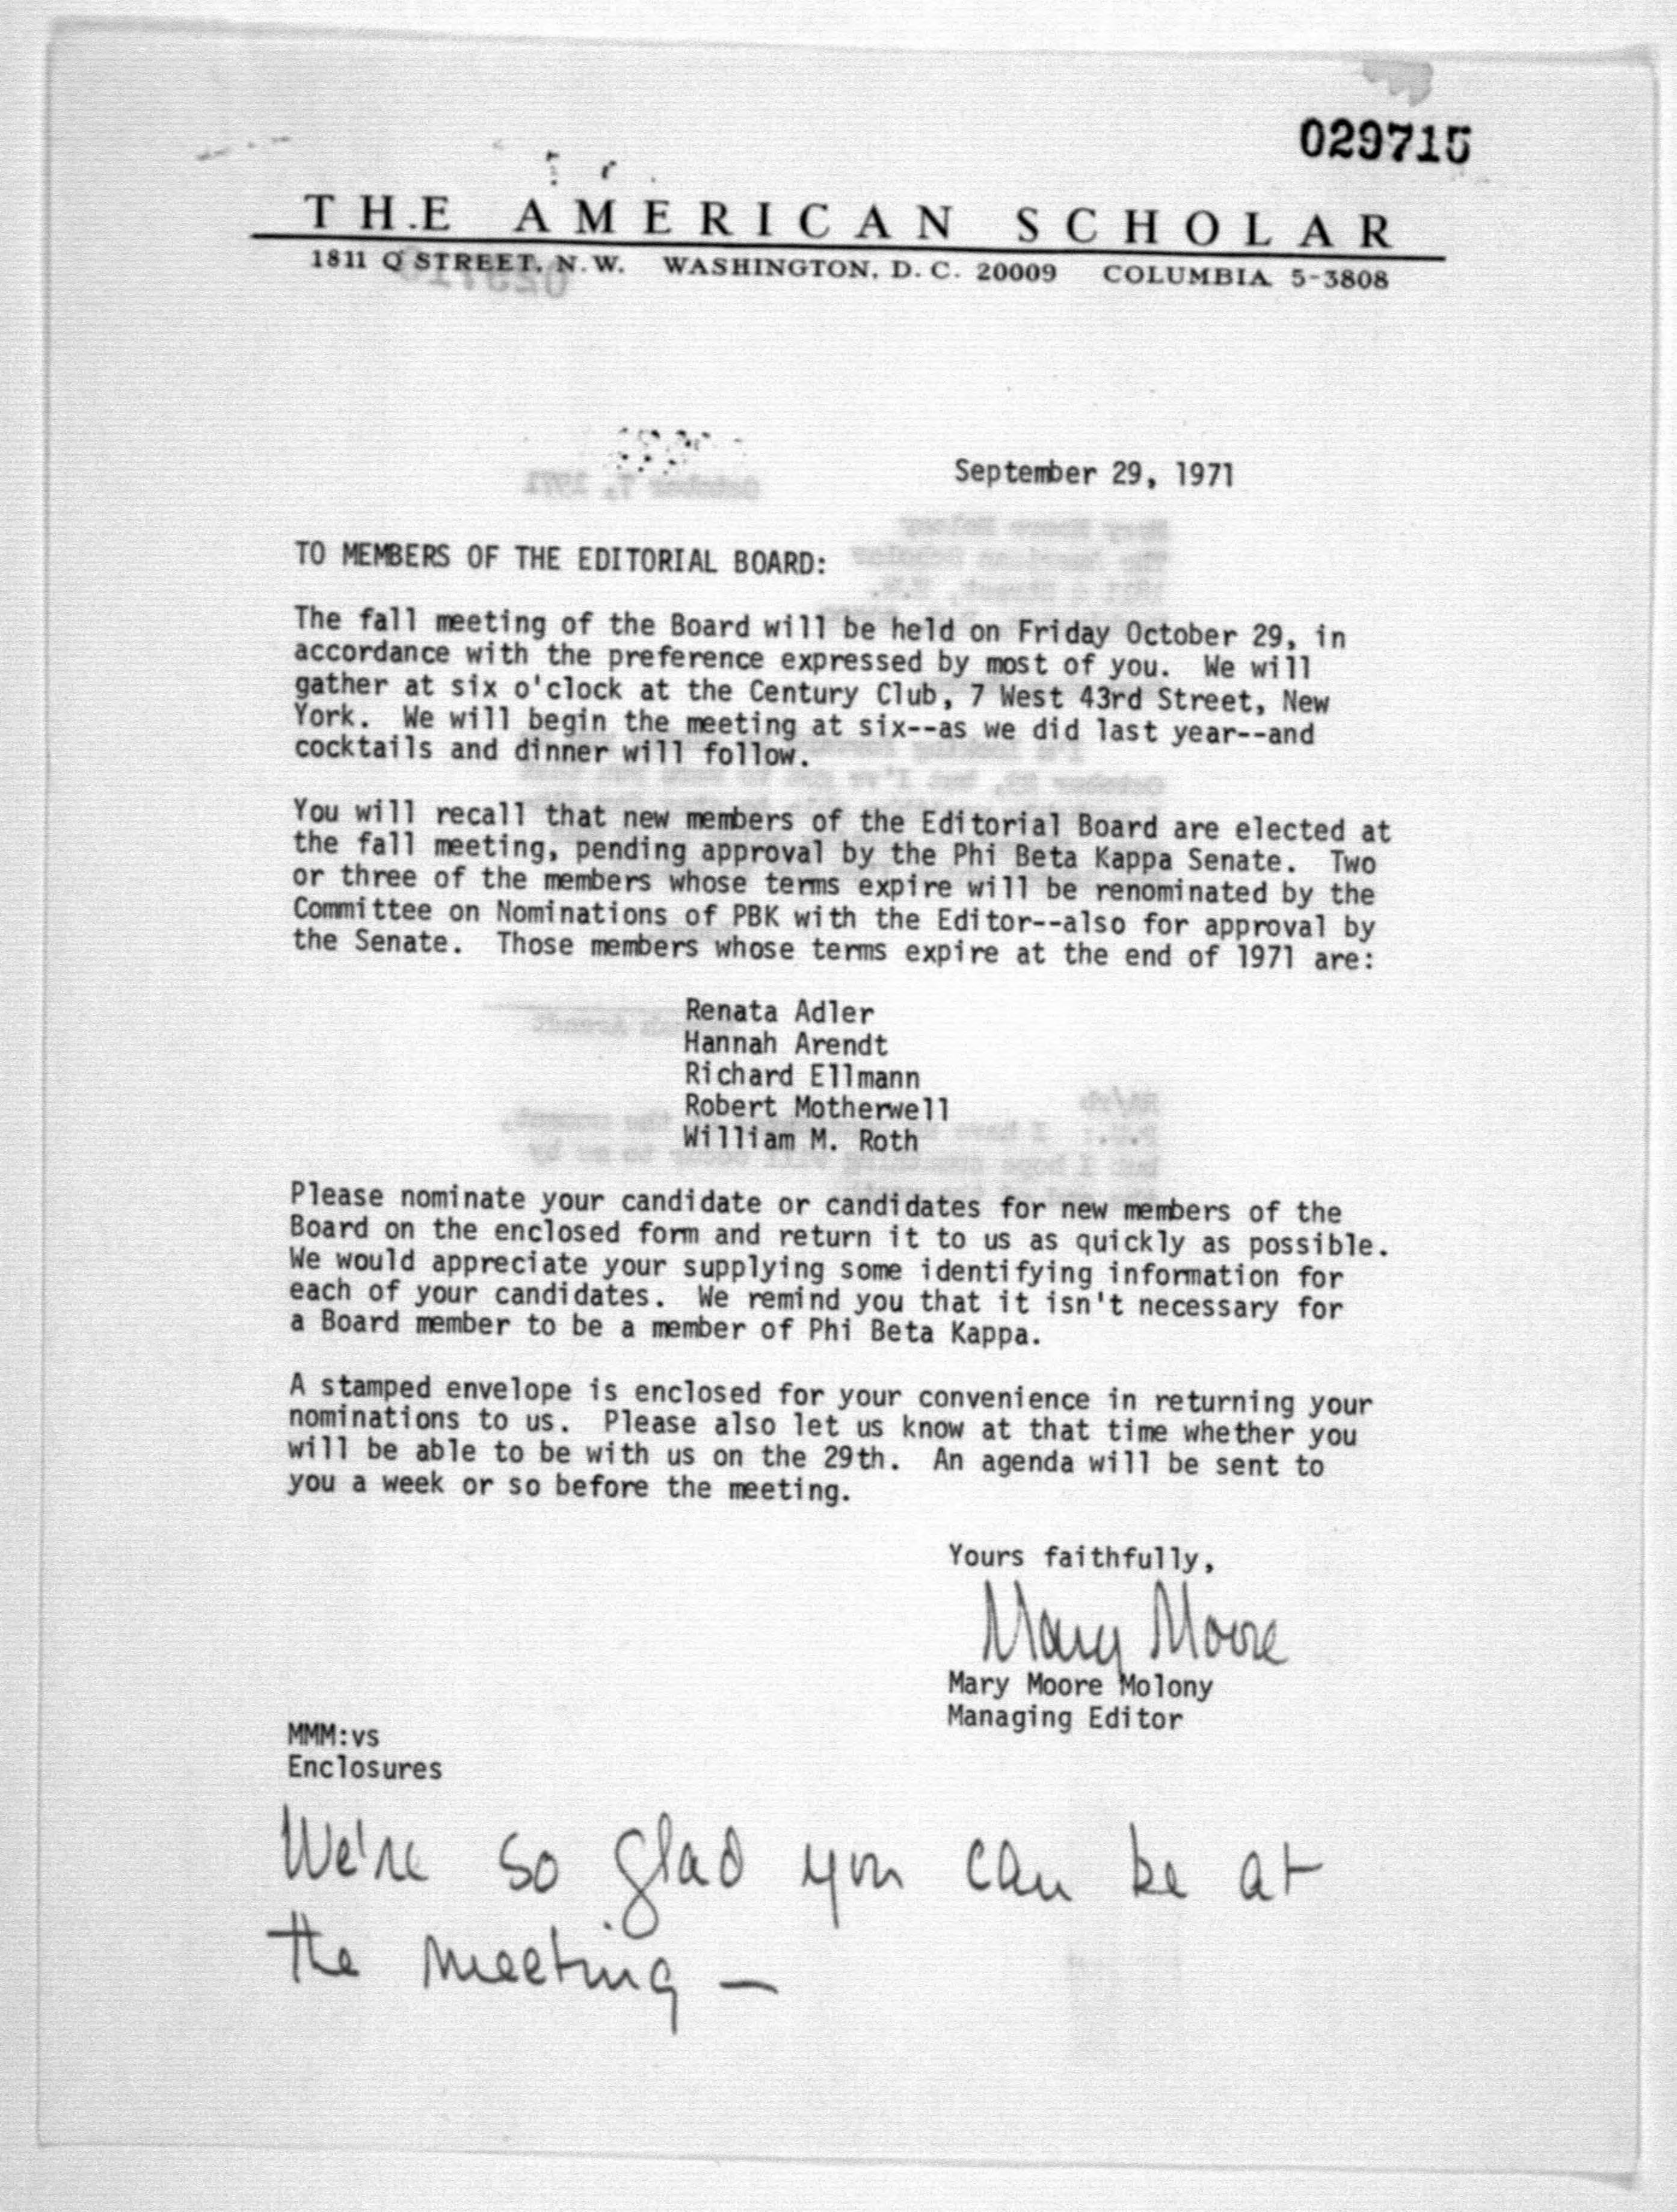 029715
THE AMERICAN SCHOLAR
1811 Q STREET, N.W. WASHINGTON, D. C. 20009 COLUMBIA 5-3808
September 29, 1971
October 7, 1971
TO MEMBERS OF THE EDITORIAL BOARD:
The fall meeting of the Board will be held on Friday October 29, in
accordance with the preference expressed by most of you. We will
gather at six o'clock at the Century Club, 7 West 43rd Street, New
York. We will begin the meeting at six--as we did last year--and
cocktails and dinner will follow.
You will recall that new members of the Editorial Board are elected at
the fall meeting, pending approval by the Phi Beta Kappa Senate. Two
or three of the members whose terms expire will be renominated by the
Committee on Nominations of PBK with the Editor--also for approval by
the Senate. Those members whose terms expire at the end of 1971 are:
Renata Adler
Hannah Arendt
Richard Ellmann
Robert Motherwell
William M. Roth
Please nominate your candidate or candidates for new members of the
Board on the enclosed form and return it to us as quickly as possible.
We would appreciate your supplying some identifying information for
each of your candidates. We remind you that it isn't necessary for
a Board member to be a member of Phi Beta Kappa.
A stamped envelope is enclosed for your convenience in returning your
nominations to us. Please also let us know at that time whether you
will be able to be with us on the 29th. An agenda will be sent to
you a week or so before the meeting.
Yours faithfully,
Mary Moore
Mary Moore Molony
Managing Editor
MMM:vs
Enclosures
We're so glad you can be at
the meeting —